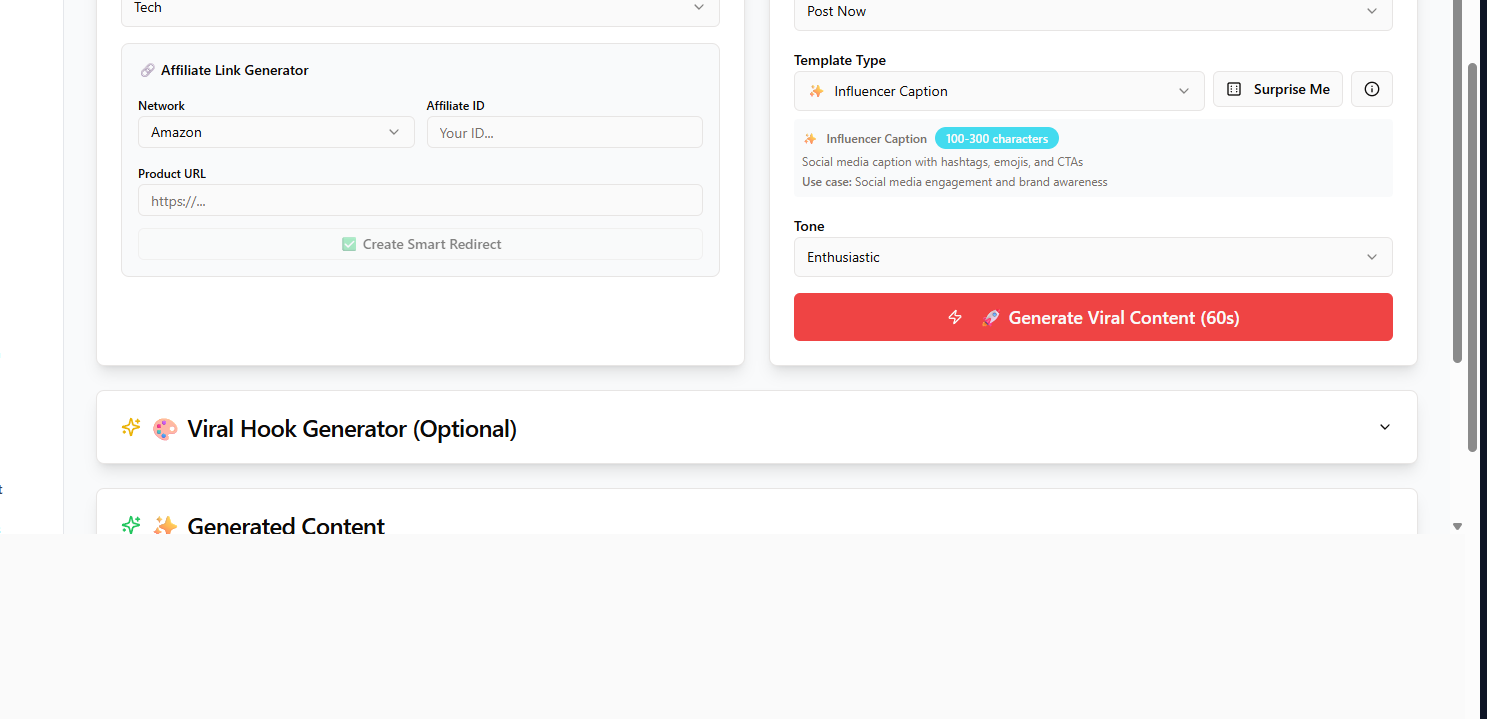 Tech
Affiliate Link Generator
Network
Affiliate ID
Amazon
Your ID...
Product URL
https://...
Create Smart Redirect
Post Now
Template Type
Influencer Caption
Surprise Me
Influencer Caption
100-300 characters
Social media caption with hashtags, emojis, and CTAs
Use case: Social media engagement and brand awareness
Tone
Enthusiastic
Generate Viral Content (60s)
Viral Hook Generator (Optional)
t
Generated Content